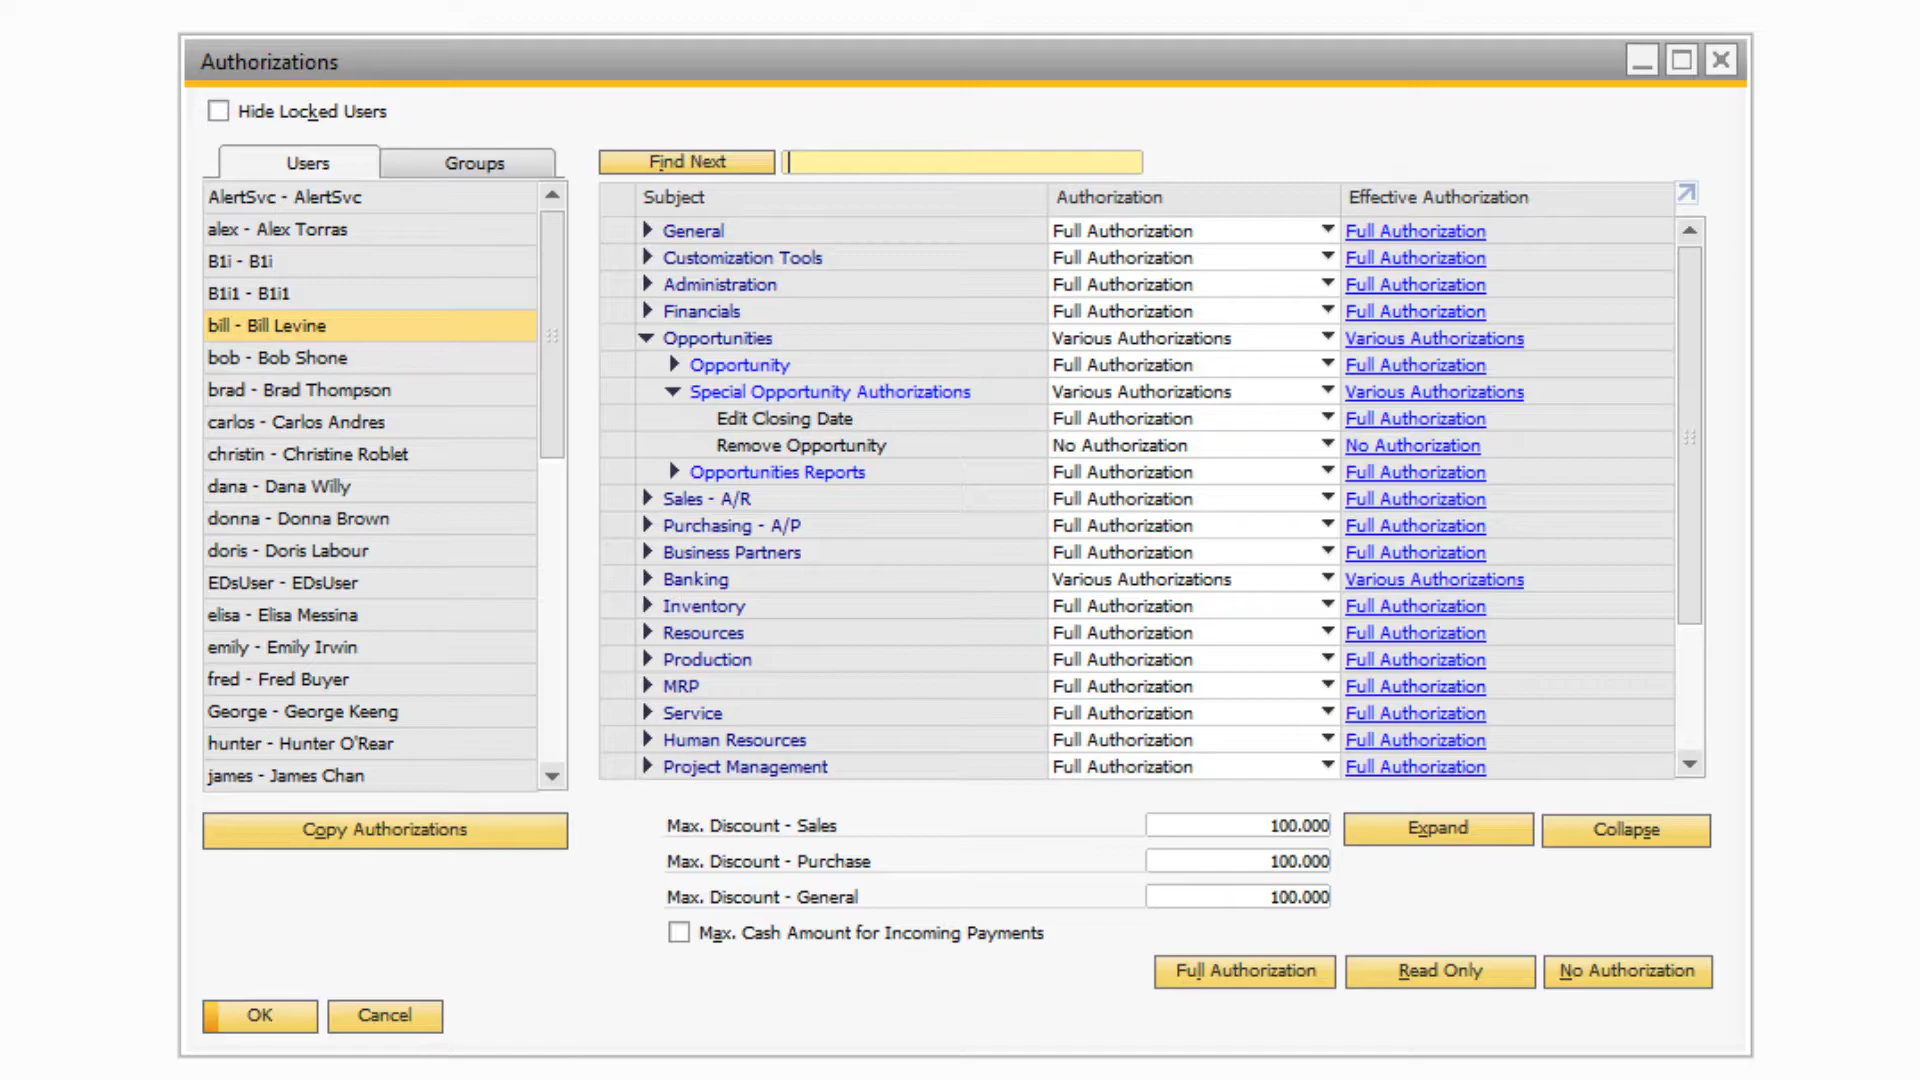 Authorizations
Hide Locked Users
Users Groups
AlertSvc - AlertSvc
alex - Alex Torras
B1i - B1i
B1i1 - B1i1
bill - Bill Levine
bob - Bob Shone
brad - Brad Thompson
carlos - Carlos Andres
christin - Christine Roblet
dana - Dana Willy
donna - Donna Brown
doris - Doris Labour
EDsUser - EDsUser
elisa - Elisa Messina
emily - Emily Irwin
fred - Fred Buyer
George - George Keeng
hunter - Hunter O'Rear
james - James Chan
Copy Authorizations
Find Next
Subject Authorization Effective Authorization
General Full Authorization Full Authorization
Customization Tools Full Authorization Full Authorization
Administration Full Authorization Full Authorization
Financials Full Authorization Full Authorization
Opportunities Various Authorizations Various Authorizations
Opportunity Full Authorization Full Authorization
Special Opportunity Authorizations Various Authorizations Various Authorizations
Edit Closing Date Full Authorization Full Authorization
Remove Opportunity No Authorization No Authorization
Opportunities Reports Full Authorization Full Authorization
Sales - A/R Full Authorization Full Authorization
Purchasing - A/P Full Authorization Full Authorization
Business Partners Full Authorization Full Authorization
Banking Various Authorizations Various Authorizations
Inventory Full Authorization Full Authorization
Resources Full Authorization Full Authorization
Production Full Authorization Full Authorization
MRP Full Authorization Full Authorization
Service Full Authorization Full Authorization
Human Resources Full Authorization Full Authorization
Project Management Full Authorization Full Authorization
Max. Discount - Sales 100.000 Expand Collapse
Max. Discount - Purchase 100.000
Max. Discount - General 100.000
Max. Cash Amount for Incoming Payments
Full Authorization Read Only No Authorization
OK Cancel